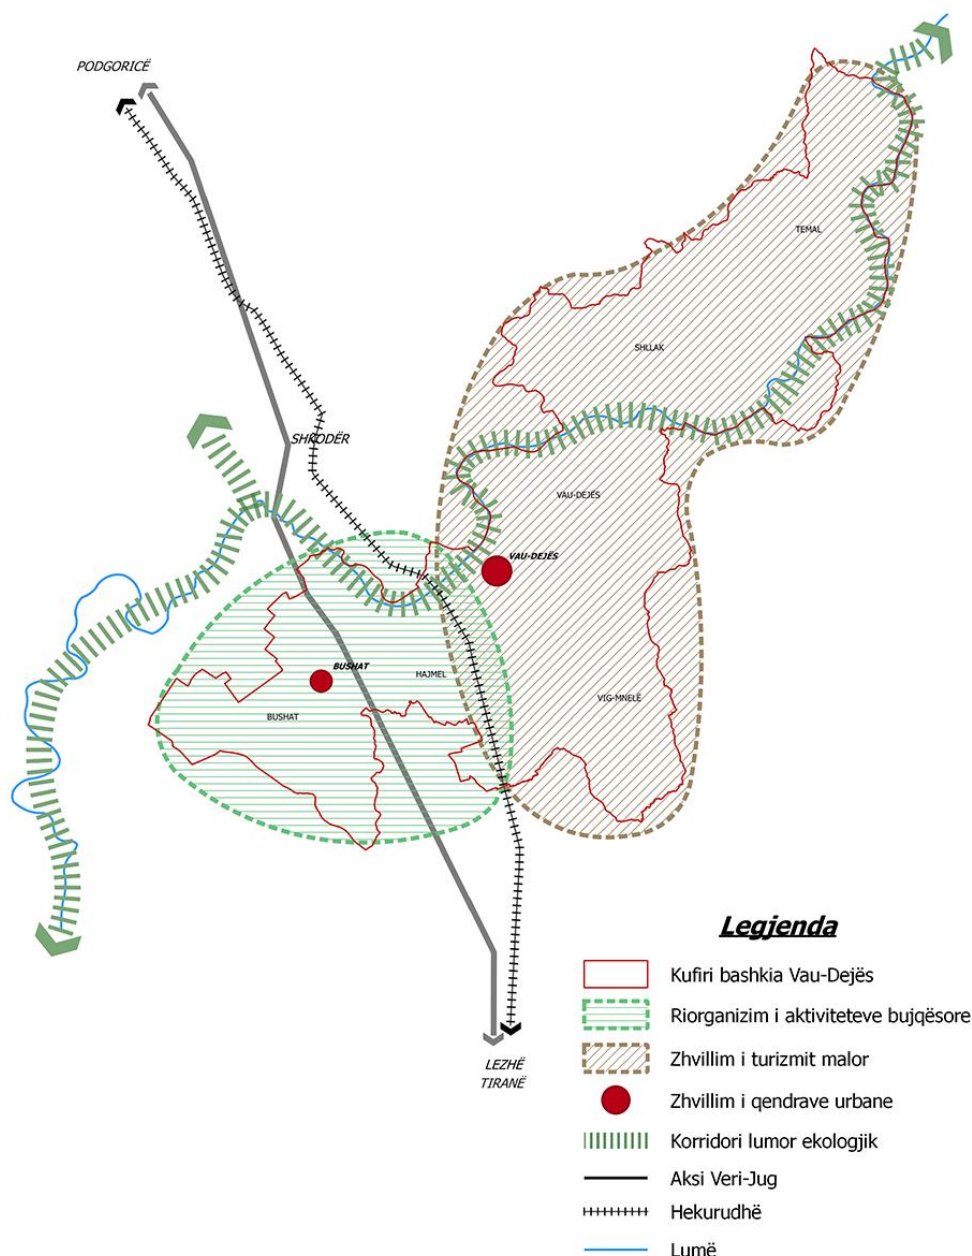 PODGORICË
TEMAL
SHLLAK
SHKODËR
VAU-DEJËS
VAU-DEJËS
BUSHAT
HAJMEL
VIG-MNELË
BUSHAT
LEZHË
TIRANË
Legjenda
Kufiri bashkia Vau-Dejës
Riorganizim i aktiviteteve bujqësore
Zhvillim i turizmit malor
Zhvillim i qendrave urbane
Korridori lumor ekologjik
Aksi Veri-Jug
Hekurudhë
Lumë